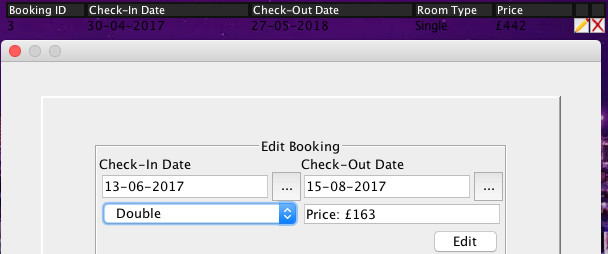 Booking ID Check-In Date Check-Out Date Room Type Price
3 30-04-2017 27-05-2018 Single £442
Edit Booking
Check-In Date Check-Out Date
13-06-2017 ... 15-08-2017 ...
Double Price: £163
Edit